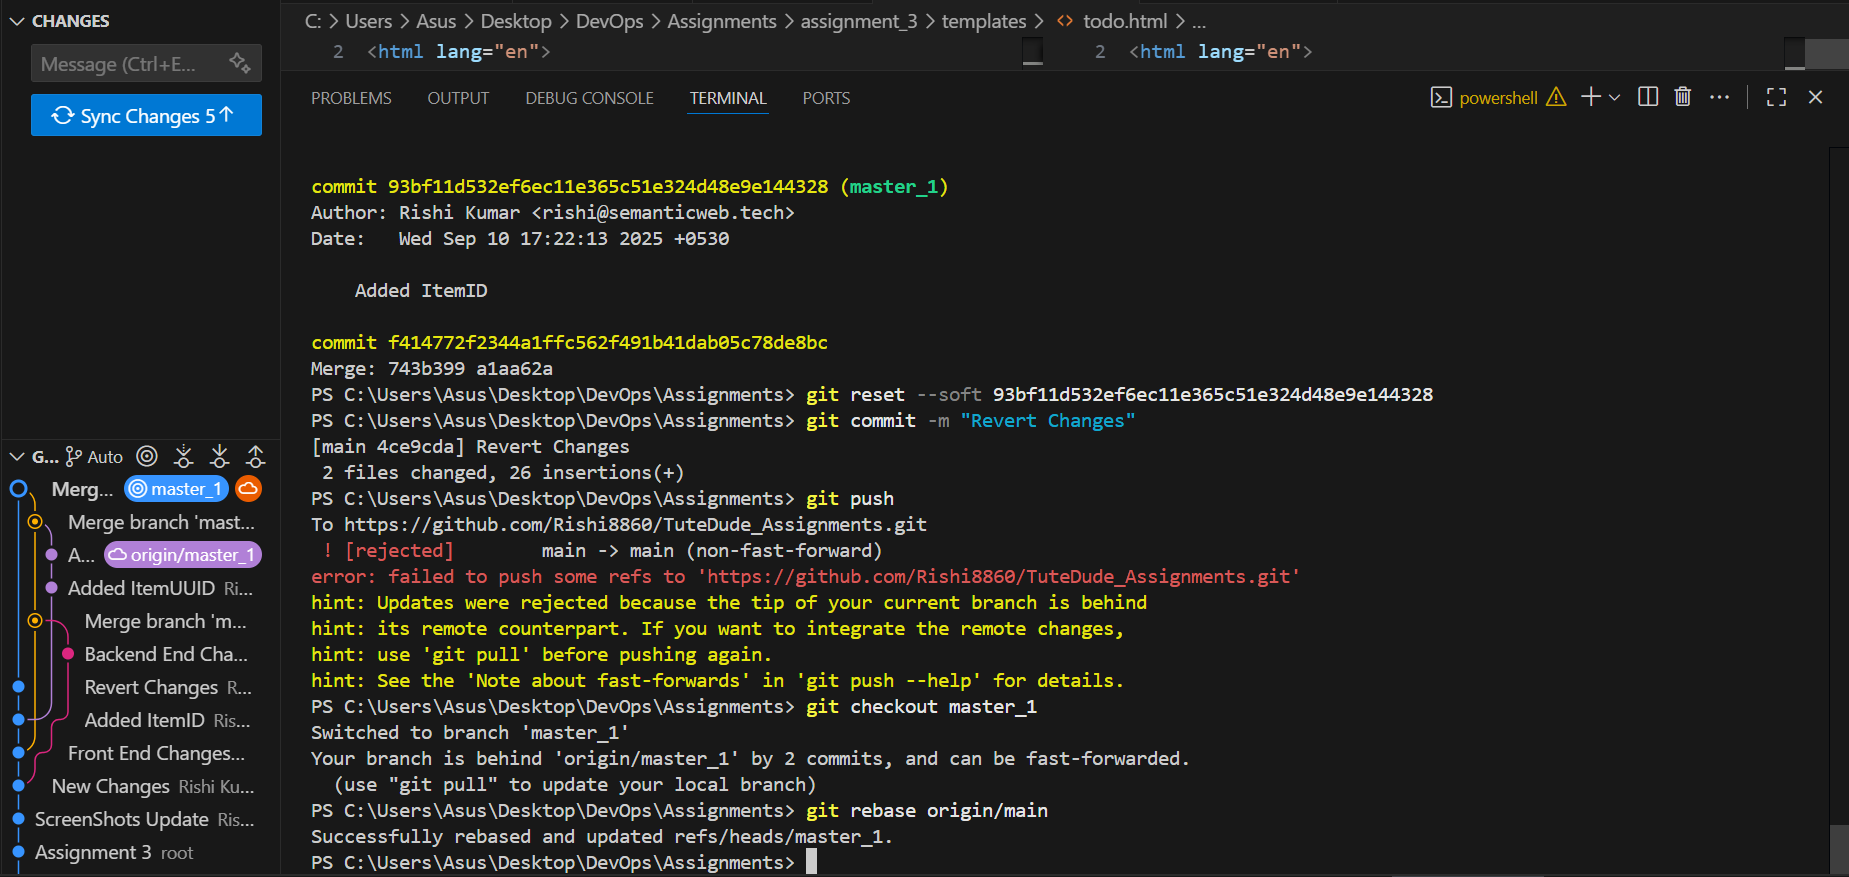 CHANGES
Message (Ctrl+E...
Sync Changes 5↑
G... Auto
Merg... master_1
Merge branch 'mast...
A... origin/master_1
Added ItemUUID Ri...
Merge branch 'm...
Backend End Cha...
Revert Changes R...
Added ItemID Ris...
Front End Changes...
New Changes Rishi Ku...
ScreenShots Update Ris...
Assignment 3 root
C: > Users > Asus > Desktop > DevOps > Assignments > assignment_3 > templates > <> todo.html > ...
2 <html lang="en">
2 <html lang="en">
PROBLEMS OUTPUT DEBUG CONSOLE TERMINAL PORTS
powershell
commit 93bf11d532ef6ec11e365c51e324d48e9e144328 (master_1)
Author: Rishi Kumar <rishi@semanticweb.tech>
Date:   Wed Sep 10 17:22:13 2025 +0530
Added ItemID
commit f414772f2344a1ffc562f491b41dab05c78de8bc
Merge: 743b399 a1aa62a
PS C:\Users\Asus\Desktop\DevOps\Assignments> git reset --soft 93bf11d532ef6ec11e365c51e324d48e9e144328
PS C:\Users\Asus\Desktop\DevOps\Assignments> git commit -m "Revert Changes"
[main 4ce9cda] Revert Changes
2 files changed, 26 insertions(+)
PS C:\Users\Asus\Desktop\DevOps\Assignments> git push
To https://github.com/Rishi8860/TuteDude_Assignments.git
! [rejected]        main -> main (non-fast-forward)
error: failed to push some refs to 'https://github.com/Rishi8860/TuteDude_Assignments.git'
hint: Updates were rejected because the tip of your current branch is behind
hint: its remote counterpart. If you want to integrate the remote changes,
hint: use 'git pull' before pushing again.
hint: See the 'Note about fast-forwards' in 'git push --help' for details.
PS C:\Users\Asus\Desktop\DevOps\Assignments> git checkout master_1
Switched to branch 'master_1'
Your branch is behind 'origin/master_1' by 2 commits, and can be fast-forwarded.
(use "git pull" to update your local branch)
PS C:\Users\Asus\Desktop\DevOps\Assignments> git rebase origin/main
Successfully rebased and updated refs/heads/master_1.
PS C:\Users\Asus\Desktop\DevOps\Assignments>